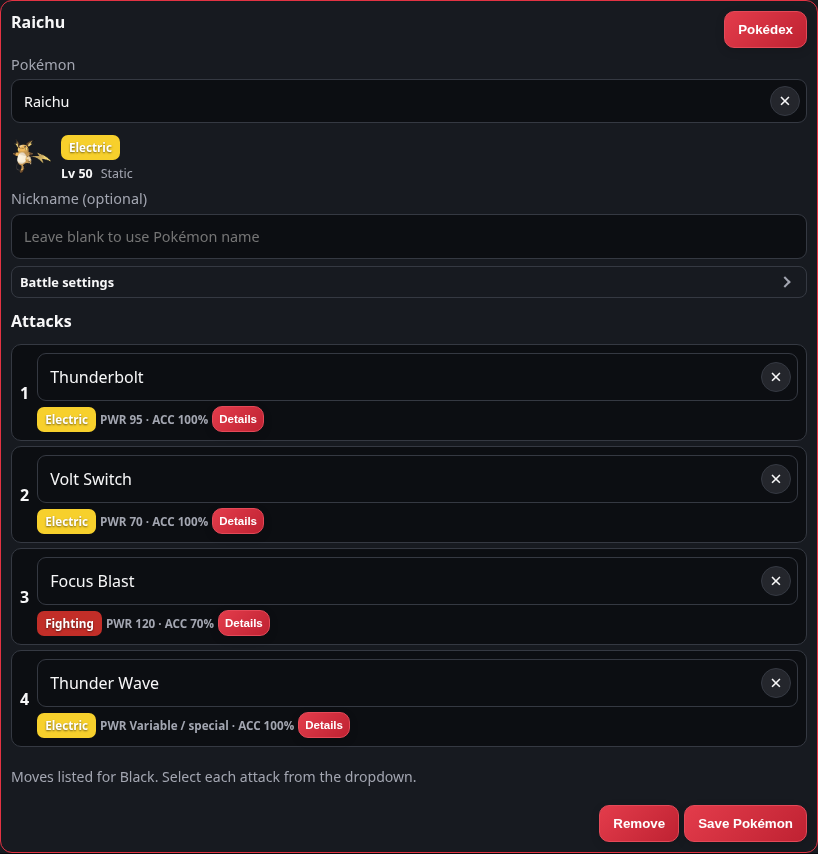 Raichu
Pokédex
Pokémon
Raichu
Electric
Lv 50 Static
Nickname (optional)
Leave blank to use Pokémon name
Battle settings
Attacks
1
Thunderbolt
Electric PWR 95 · ACC 100% Details
2
Volt Switch
Electric PWR 70 · ACC 100% Details
3
Focus Blast
Fighting PWR 120 · ACC 70% Details
4
Thunder Wave
Electric PWR Variable / special · ACC 100% Details
Moves listed for Black. Select each attack from the dropdown.
Remove Save Pokémon